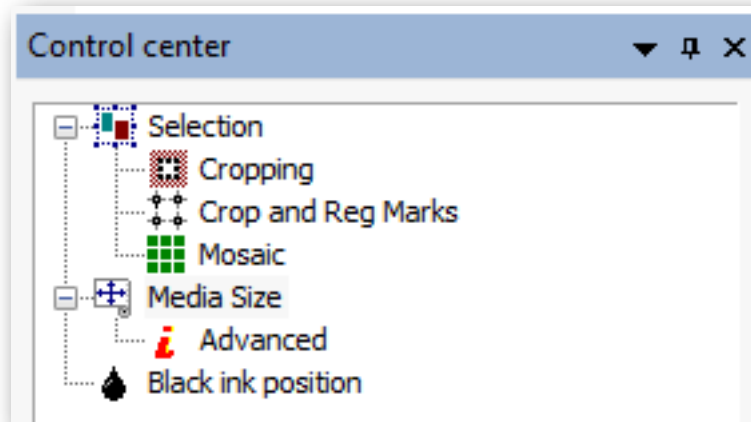 Control center
Selection
Cropping
Crop and Reg Marks
Mosaic
Media Size
Advanced
Black ink position